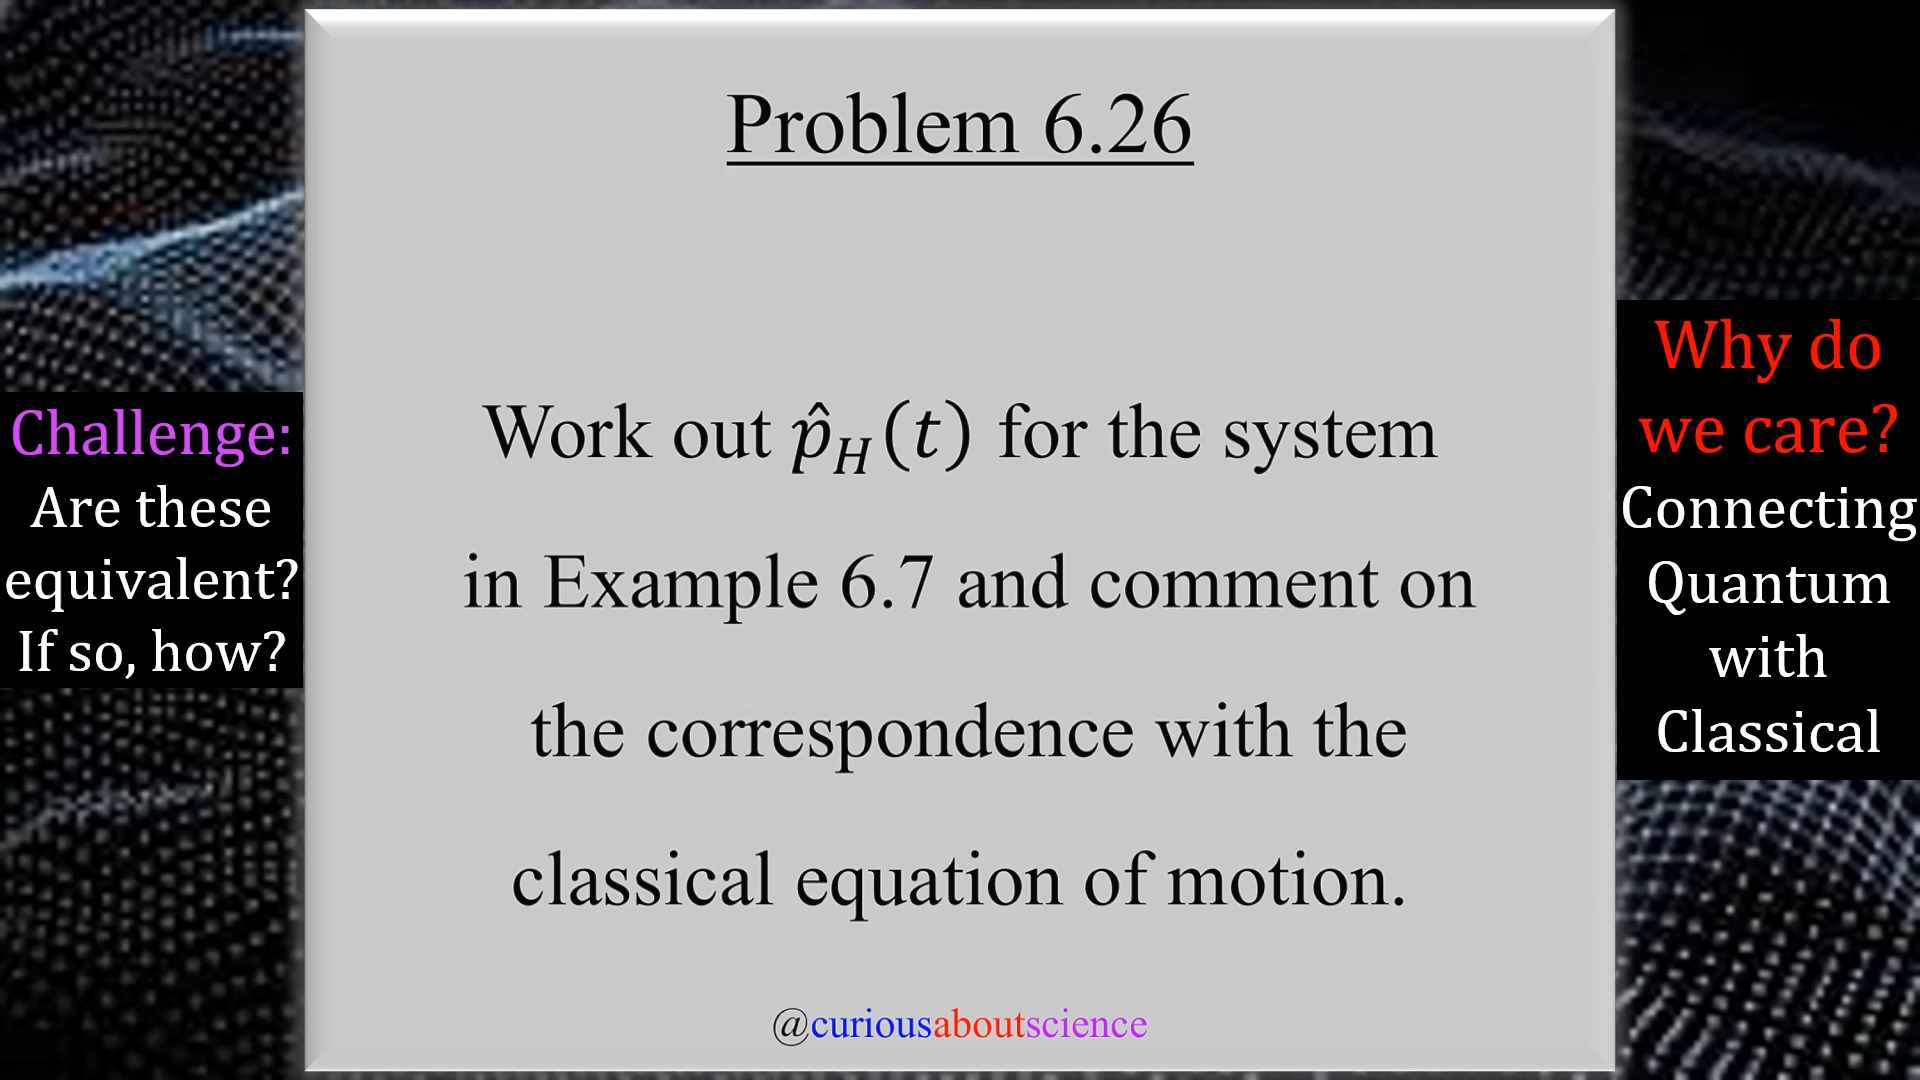 Problem 6.26
Challenge:
Are these
equivalent?
If so, how?
Work out p̂_H(t) for the system
in Example 6.7 and comment on
the correspondence with the
classical equation of motion.
@curiousaboutscience
Why do
we care?
Connecting
Quantum
with
Classical